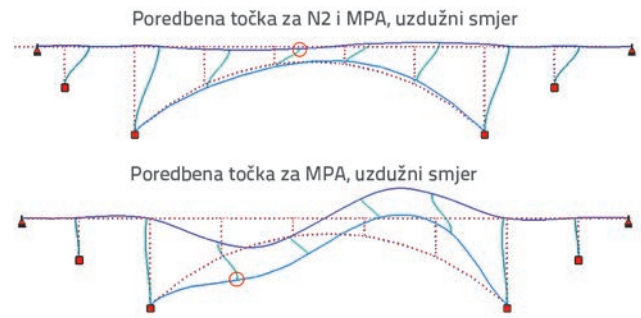 Poredbena točka za N2 i MPA, uzdužni smjer
Poredbena točka za MPA, uzdužni smjer